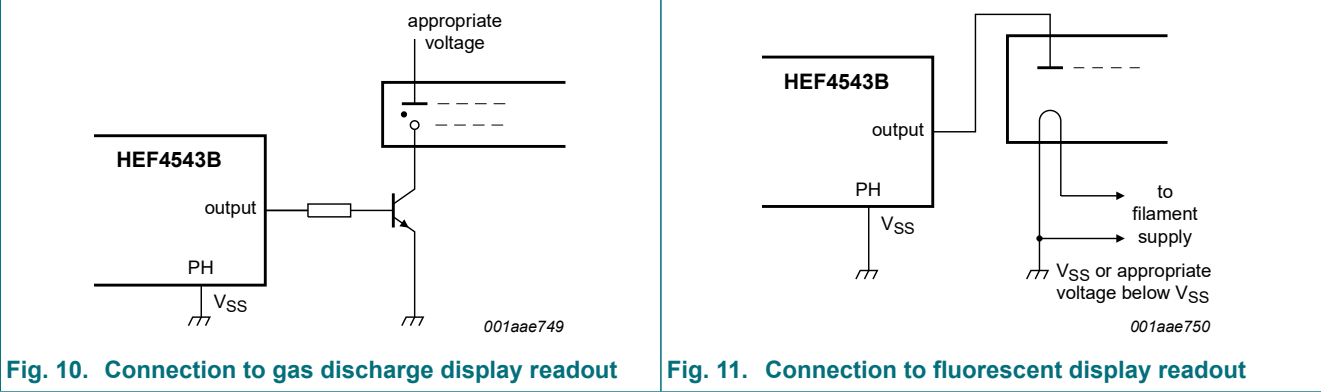 appropriate
voltage
HEF4543B
output
PH
VSS
001aae749
Fig. 10. Connection to gas discharge display readout
HEF4543B
output
PH
VSS
to
filament
supply
VSS or appropriate
voltage below VSS
001aae750
Fig. 11. Connection to fluorescent display readout